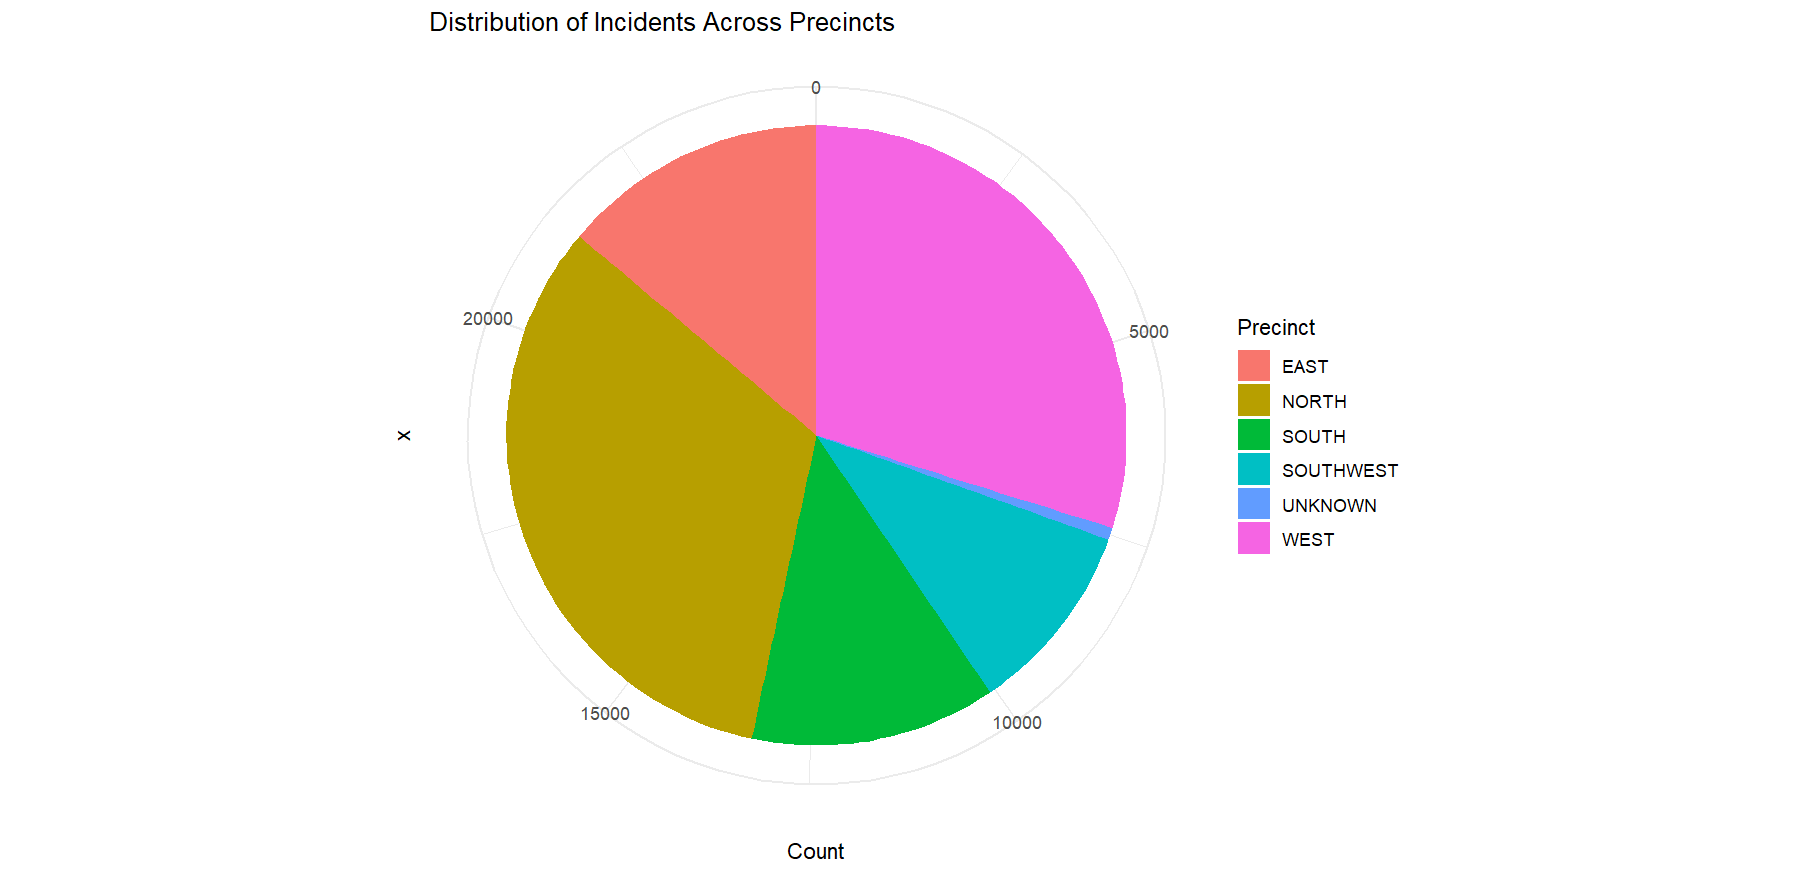 Distribution of Incidents Across Precincts
0
5000
10000
15000
20000
x
Count
Precinct
EAST
NORTH
SOUTH
SOUTHWEST
UNKNOWN
WEST